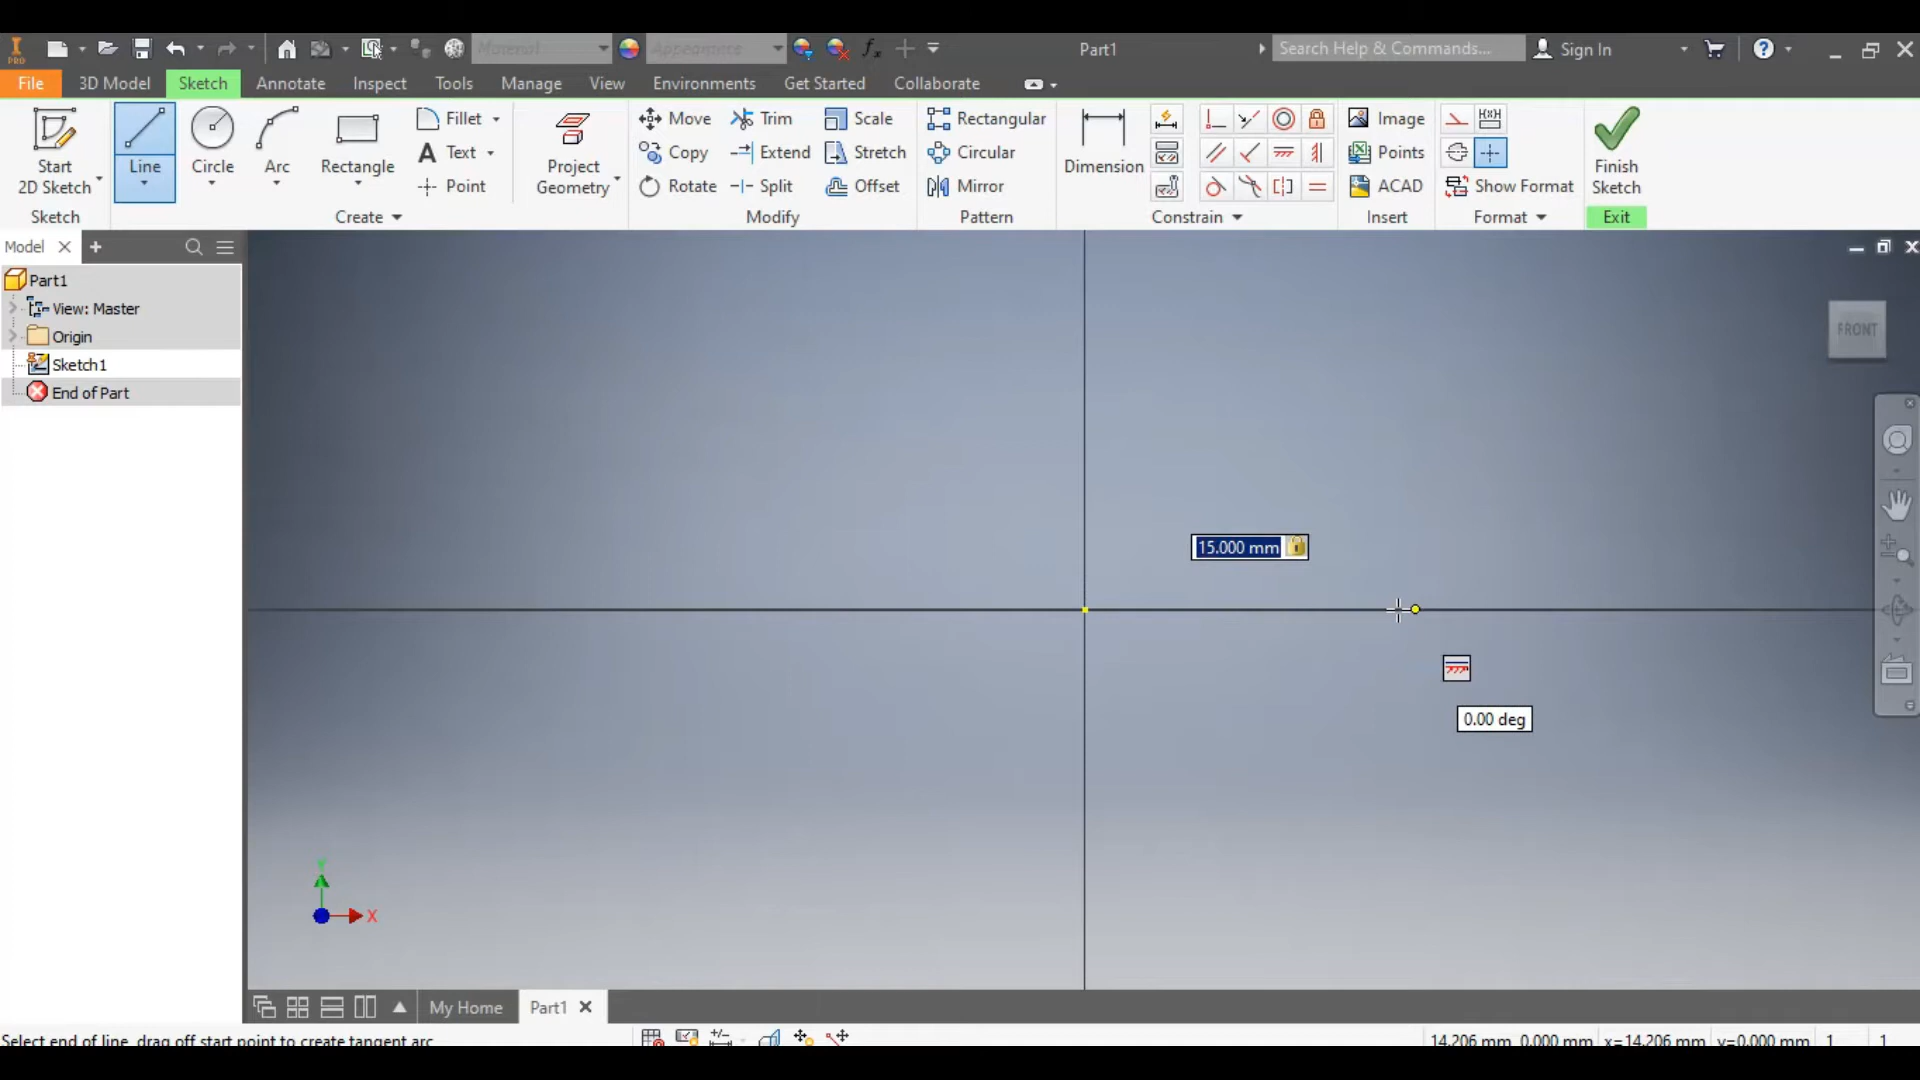 PRO
Material
Appearance
Part1
Search Help & Commands...
Sign In
File
3D Model
Sketch
Annotate
Inspect
Tools
Manage
View
Environments
Get Started
Collaborate
Start
2D Sketch
Line
Circle
Arc
Rectangle
Fillet
Text
Point
Project
Geometry
Move
Copy
Rotate
Trim
Extend
Split
Scale
Stretch
Offset
Rectangular
Circular
Mirror
Dimension
Image
Points
ACAD
Show Format
Finish
Sketch
Sketch
Create
Modify
Pattern
Constrain
Insert
Format
Exit
Model
Part1
View: Master
Origin
Sketch1
End of Part
FRONT
15.000 mm
0.00 deg
Y
X
My Home
Part1
Select end of line, drag off start point to create tangent arc
14.206 mm, 0.000 mm
x=14.206 mm
y=0.000 mm
1
1